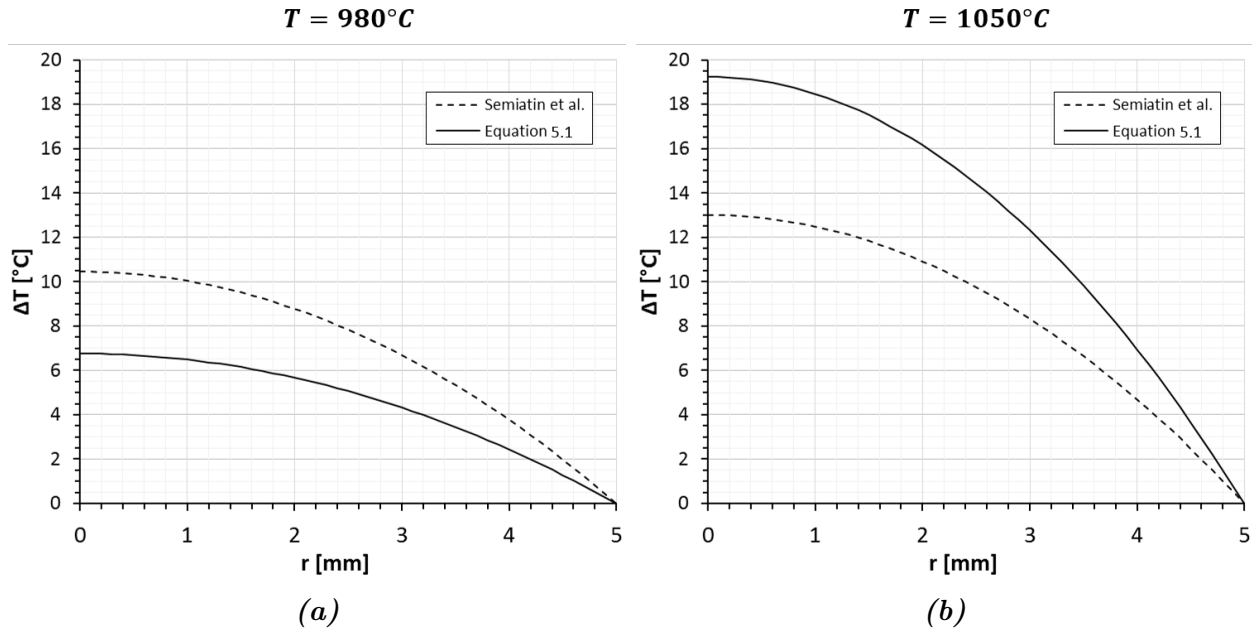 T = 980°C
20
18
16
14
12
10
8
6
4
2
0
ΔT [°C]
Semiatin et al.
Equation 5.1
0 1 2 3 4 5
r [mm]
(a)
T = 1050°C
20
18
16
14
12
10
8
6
4
2
0
ΔT [°C]
Semiatin et al.
Equation 5.1
0 1 2 3 4 5
r [mm]
(b)